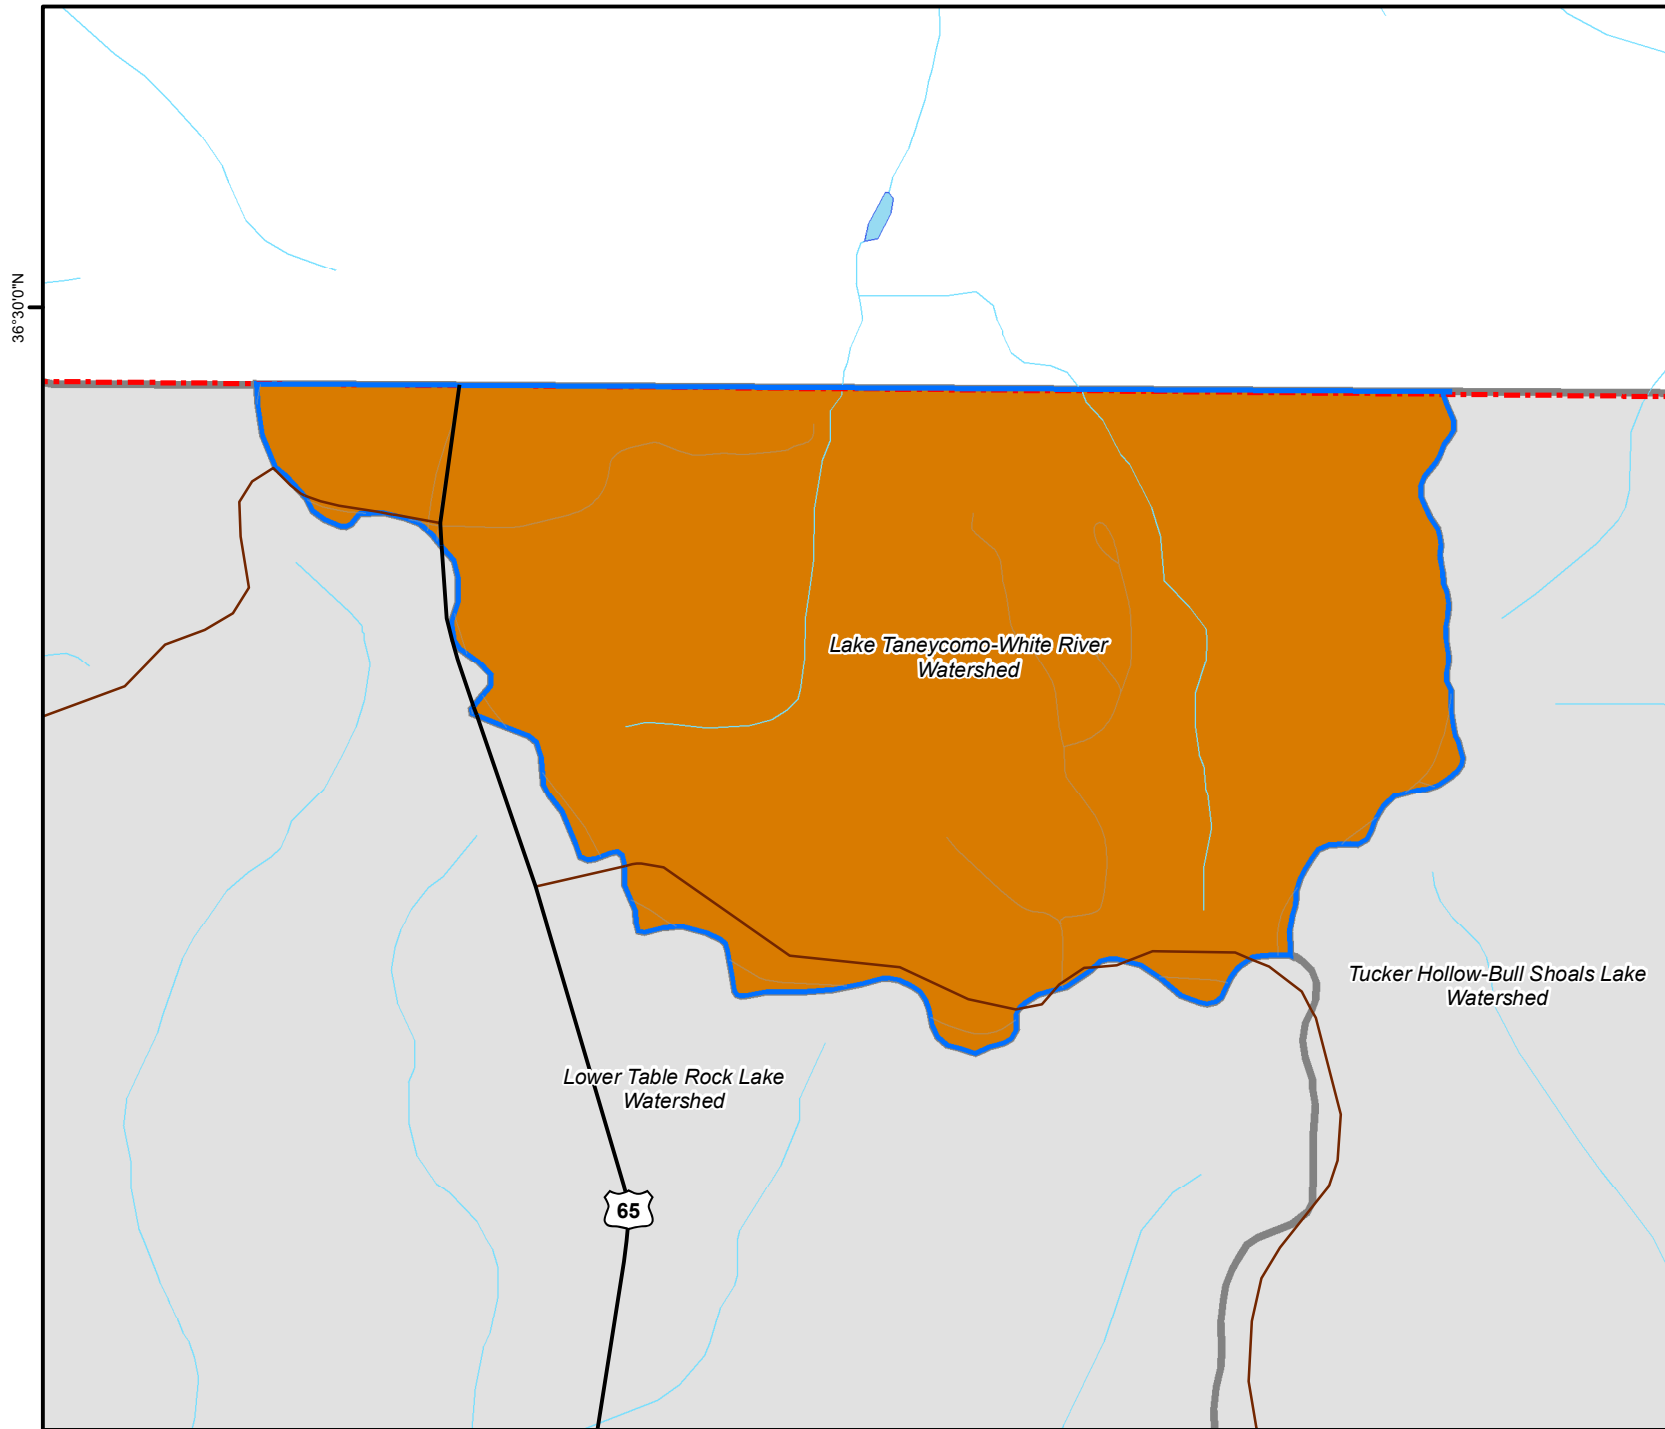 36°30'0"N
Lake Taneycomo-White River
Watershed
Tucker Hollow-Bull Shoals Lake
Watershed
Lower Table Rock Lake
Watershed
65